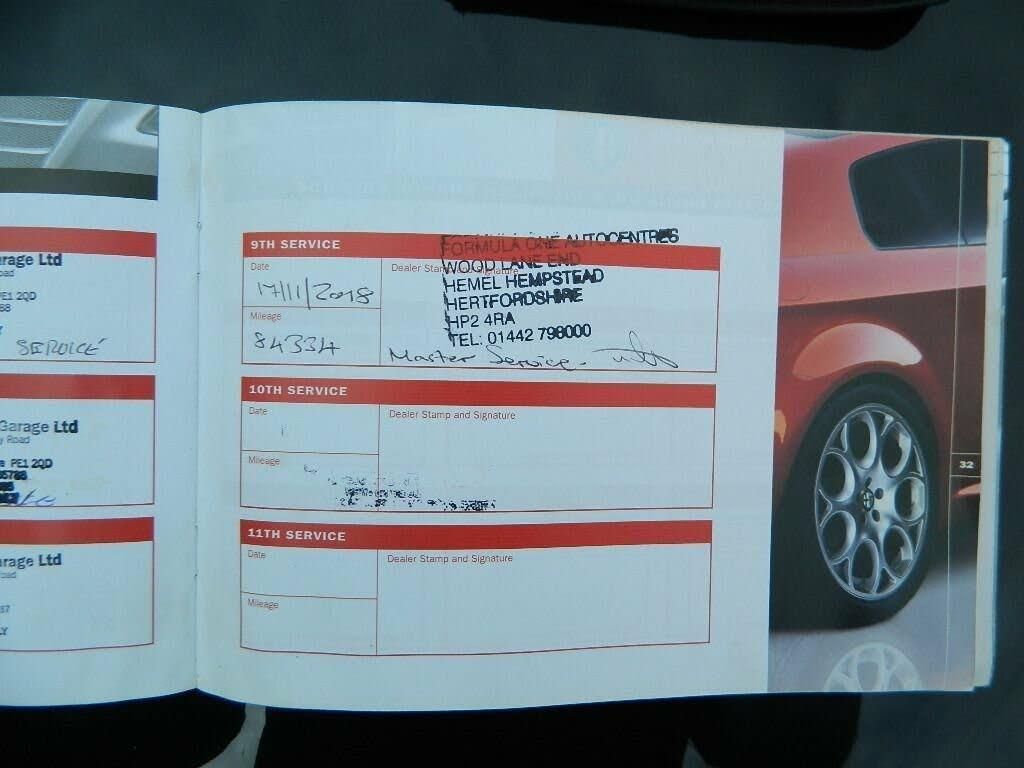 arage Ltd
oad
PE1 2QD
88
Y
SERVICE
Garage Ltd
y Road
e PE1 2QD
arage Ltd
oad
37
LY
9TH SERVICE
Date
17/11/2018
Mileage
84334
Dealer Stamp and Signature
FORMULA ONE AUTOCENTRES
WOOD LANE END
HEMEL HEMPSTEAD
HERTFORDSHIRE
HP2 4RA
TEL: 01442 798000
Master Service -
10TH SERVICE
Date
Mileage
Dealer Stamp and Signature
11TH SERVICE
Date
Mileage
Dealer Stamp and Signature
32